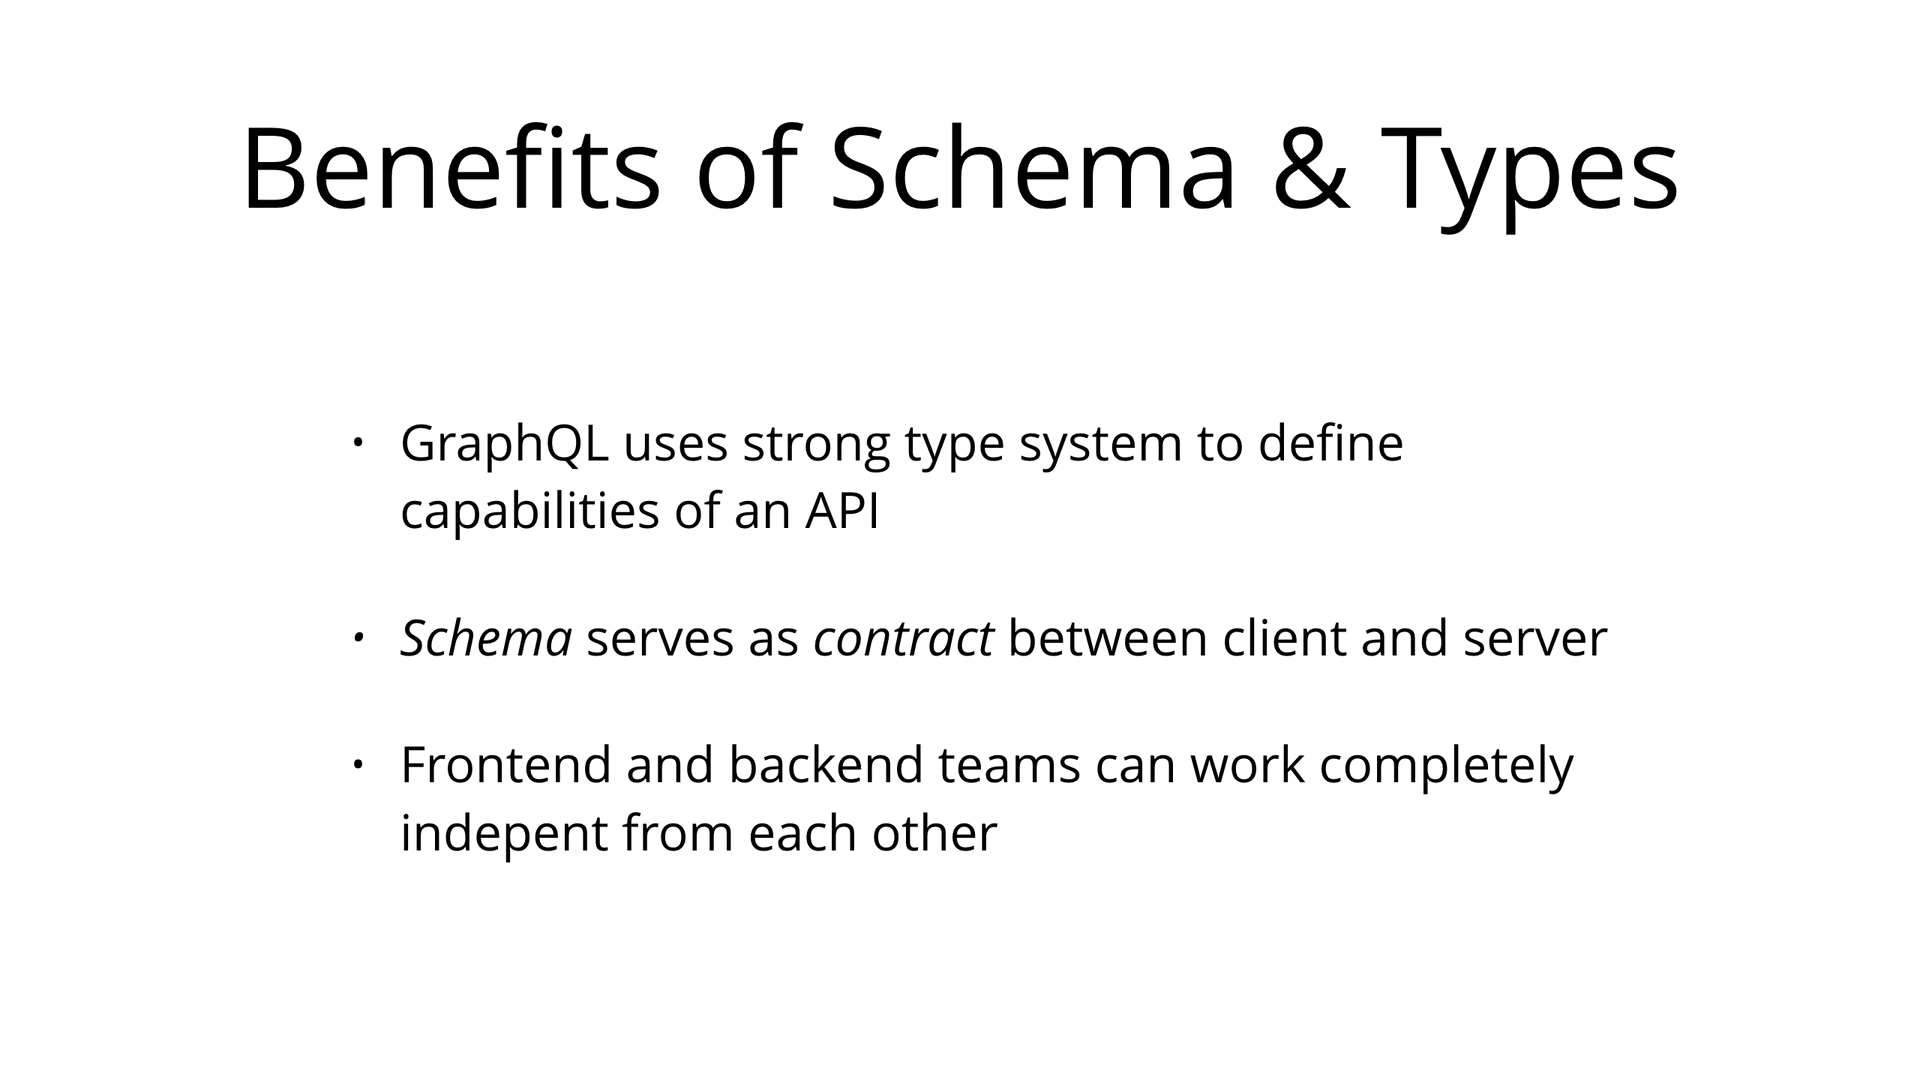 Benefits of Schema & Types
• GraphQL uses strong type system to define
capabilities of an API
• Schema serves as contract between client and server
• Frontend and backend teams can work completely
indepent from each other